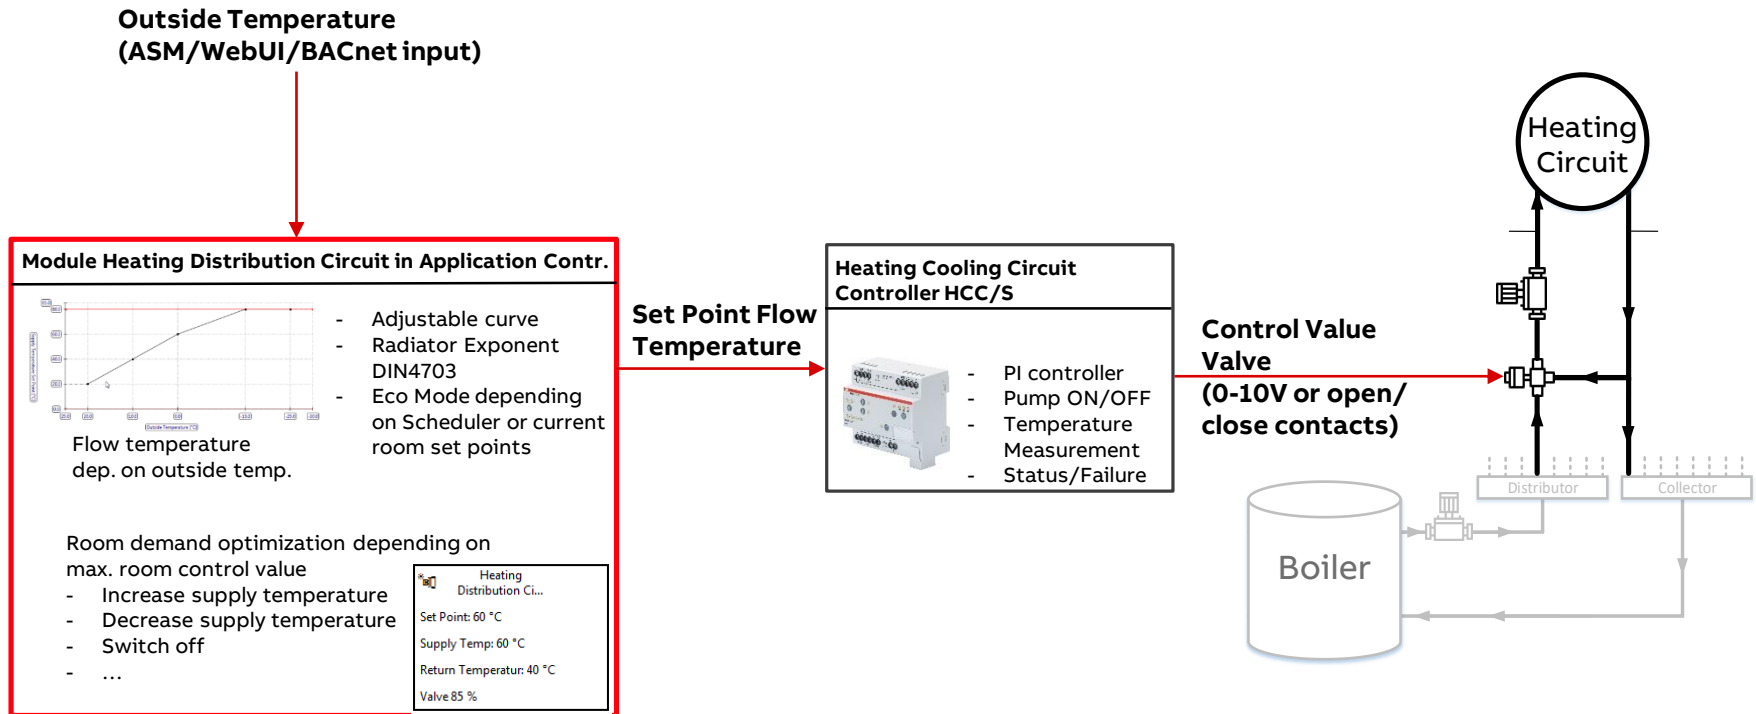 Outside Temperature
(ASM/WebUI/BACnet input)
Module Heating Distribution Circuit in Application Contr.
- Adjustable curve
- Radiator Exponent
DIN4703
- Eco Mode depending
on Scheduler or current
room set points
Outside Temperature [°C]
Flow temperature
dep. on outside temp.
Room demand optimization depending on
max. room control value
- Increase supply temperature
- Decrease supply temperature
- Switch off
- ...
Heating
Distribution Ci...
Set Point: 60 °C
Supply Temp: 60 °C
Return Temperatur: 40 °C
Valve 85 %
Set Point Flow
Temperature
Heating Cooling Circuit
Controller HCC/S
- PI controller
- Pump ON/OFF
- Temperature
Measurement
- Status/Failure
Control Value
Valve
(0-10V or open/
close contacts)
Heating
Circuit
Distributor
Collector
Boiler